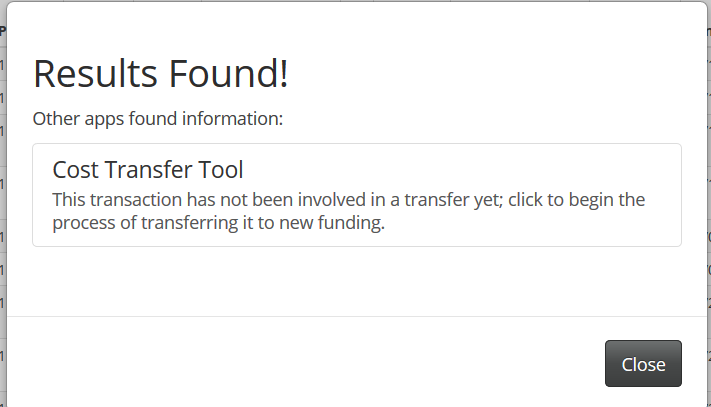 Results Found!
Other apps found information:
Cost Transfer Tool
This transaction has not been involved in a transfer yet; click to begin the
process of transferring it to new funding.
Close